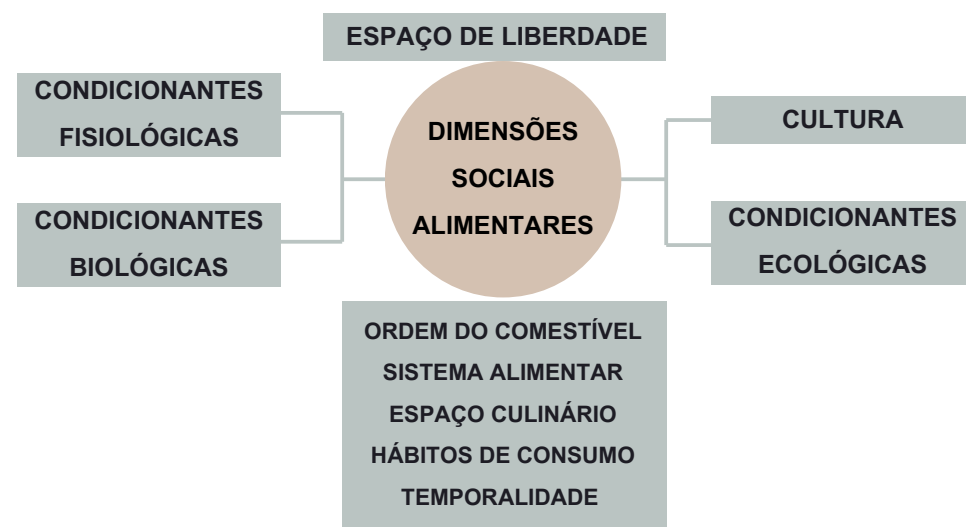 ESPAÇO DE LIBERDADE
CONDICIONANTES
FISIOLÓGICAS
CONDICIONANTES
BIOLÓGICAS
DIMENSÕES
SOCIAIS
ALIMENTARES
CULTURA
CONDICIONANTES
ECOLÓGICAS
ORDEM DO COMESTÍVEL
SISTEMA ALIMENTAR
ESPAÇO CULINÁRIO
HÁBITOS DE CONSUMO
TEMPORALIDADE